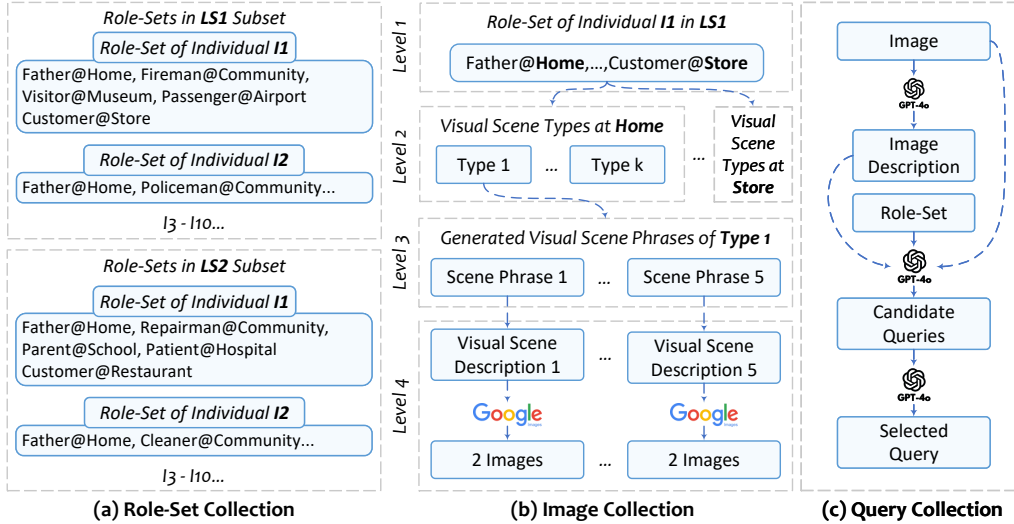 Role-Sets in LS1 Subset
Role-Set of Individual I1
Father@Home, Fireman@Community,
Visitor@Museum, Passenger@Airport
Customer@Store
Role-Set of Individual I2
Father@Home, Policeman@Community...
I3 - I10...
Role-Sets in LS2 Subset
Role-Set of Individual I1
Father@Home, Repairman@Community,
Parent@School, Patient@Hospital
Customer@Restaurant
Role-Set of Individual I2
Father@Home, Cleaner@Community...
I3 - I10...
(a) Role-Set Collection
Level 1
Role-Set of Individual I1 in LS1
Father@Home,...,Customer@Store
Level 2
Visual Scene Types at Home
Type 1
...
Type k
...
Visual
Scene
Types at
Store
Level 3
Generated Visual Scene Phrases of Type 1
Scene Phrase 1
...
Scene Phrase 5
Level 4
Visual Scene
Description 1
...
Visual Scene
Description 5
Google
Images
Google
Images
2 Images
...
2 Images
(b) Image Collection
Image
GPT-4o
Image
Description
Role-Set
GPT-4o
Candidate
Queries
GPT-4o
Selected
Query
(c) Query Collection